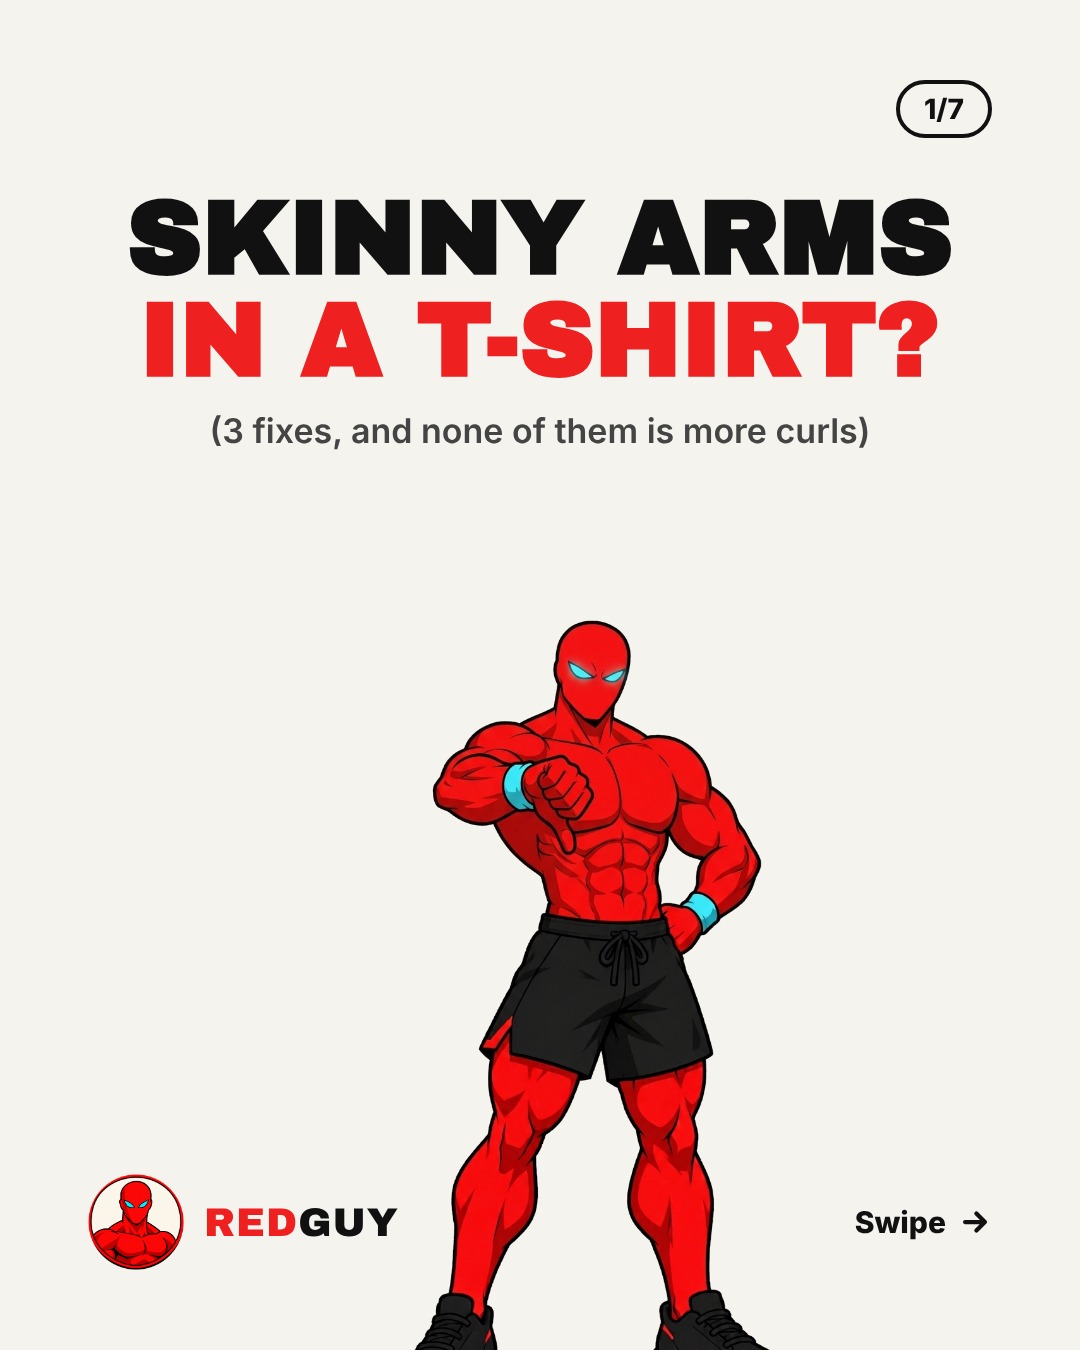 1/7
SKINNY ARMS
IN A T-SHIRT?
(3 fixes, and none of them is more curls)
REDGUY
Swipe →